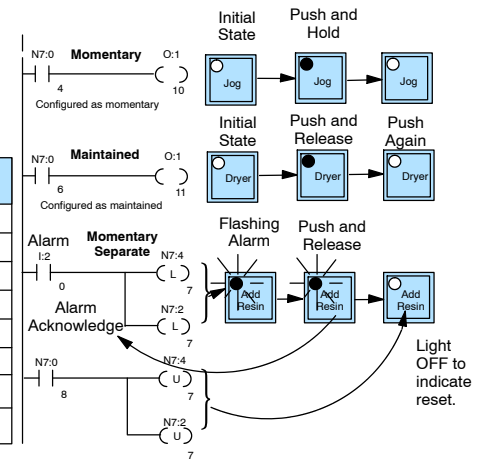 Initial
State
Push and
Hold
N7:0
Momentary
O:1
4
10
Configured as momentary
Jog
Jog
Jog
Initial
State
Push and
Release
Push
Again
N7:0
Maintained
O:1
6
11
Configured as maintained
Dryer
Dryer
Dryer
Flashing
Alarm
Push and
Release
Alarm
Momentary
Separate
I:2
0
N7:4
L
7
Add
Resin
Add
Resin
Add
Resin
Alarm
Acknowledge
N7:2
L
7
Light
OFF to
indicate
reset.
N7:0
8
N7:4
U
7
N7:2
U
7